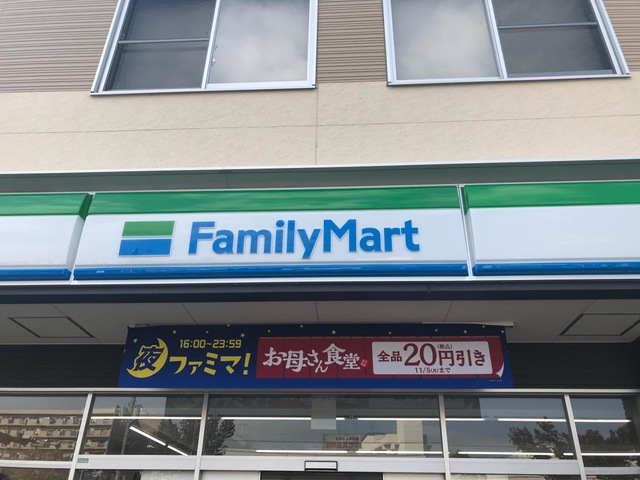 FamilyMart
16:00~23:59
夜ファミマ!
お母さん食堂
全品20円引き
(税込)
11/5(月)まで